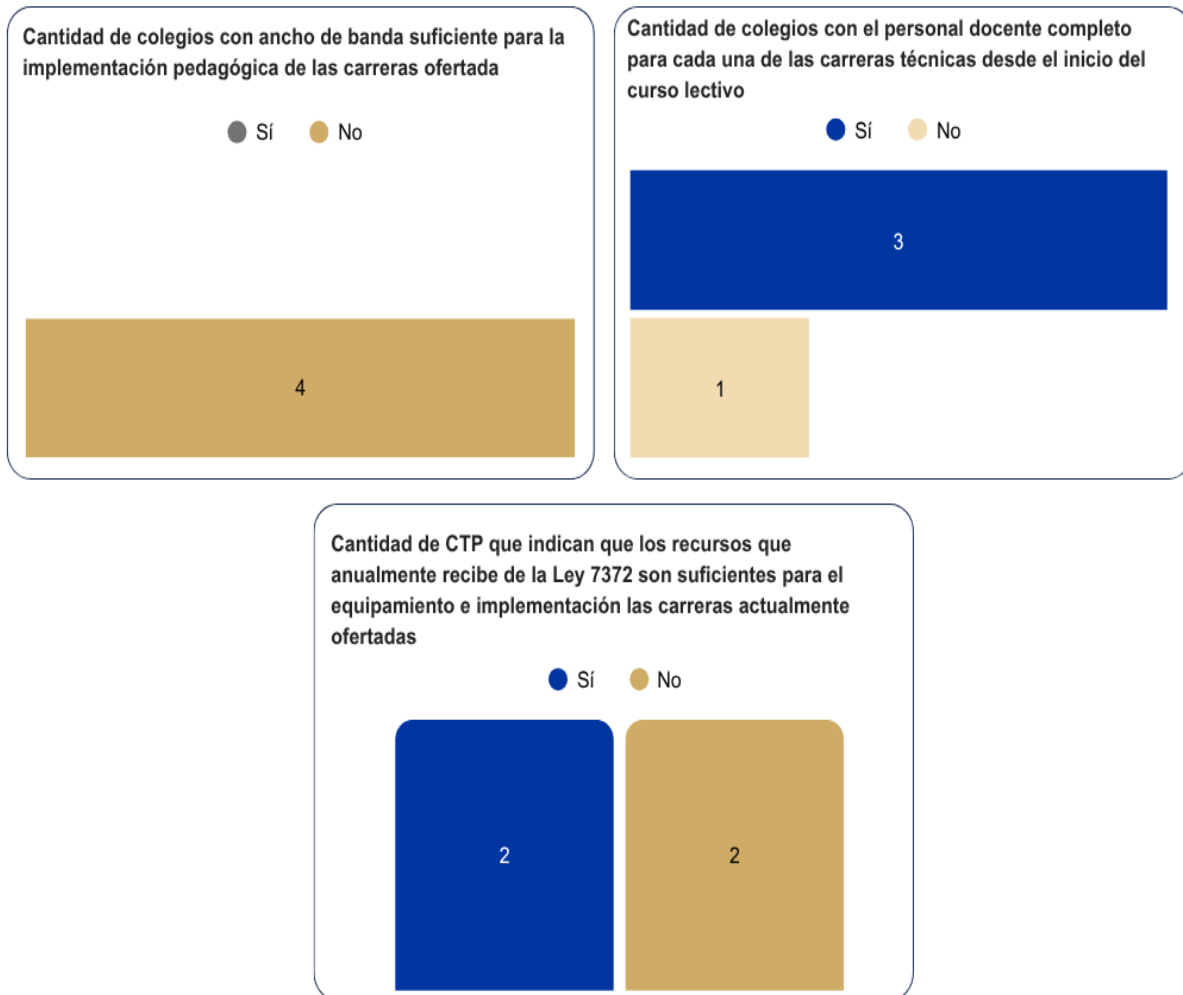 Cantidad de colegios con ancho de banda suficiente para la
implementación pedagógica de las carreras ofertada
Sí No
4
Cantidad de colegios con el personal docente completo
para cada una de las carreras técnicas desde el inicio del
curso lectivo
Sí No
3
1
Cantidad de CTP que indican que los recursos que
anualmente recibe de la Ley 7372 son suficientes para el
equipamiento e implementación las carreras actualmente
ofertadas
Sí No
2 2